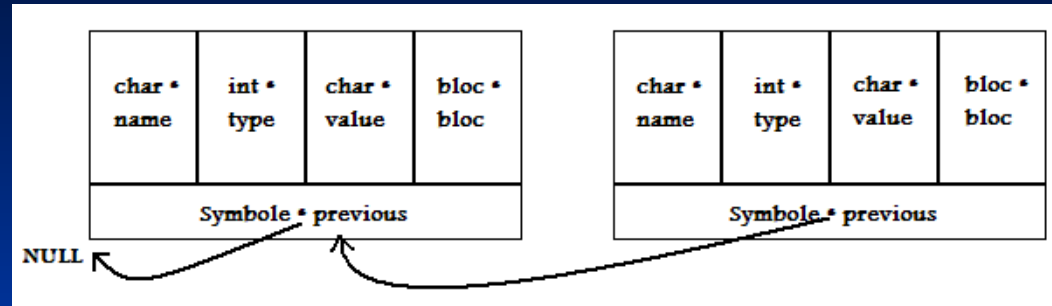 char * int * char * bloc *
name type value bloc
Symbole * previous
NULL
char * int * char * bloc *
name type value bloc
Symbole * previous